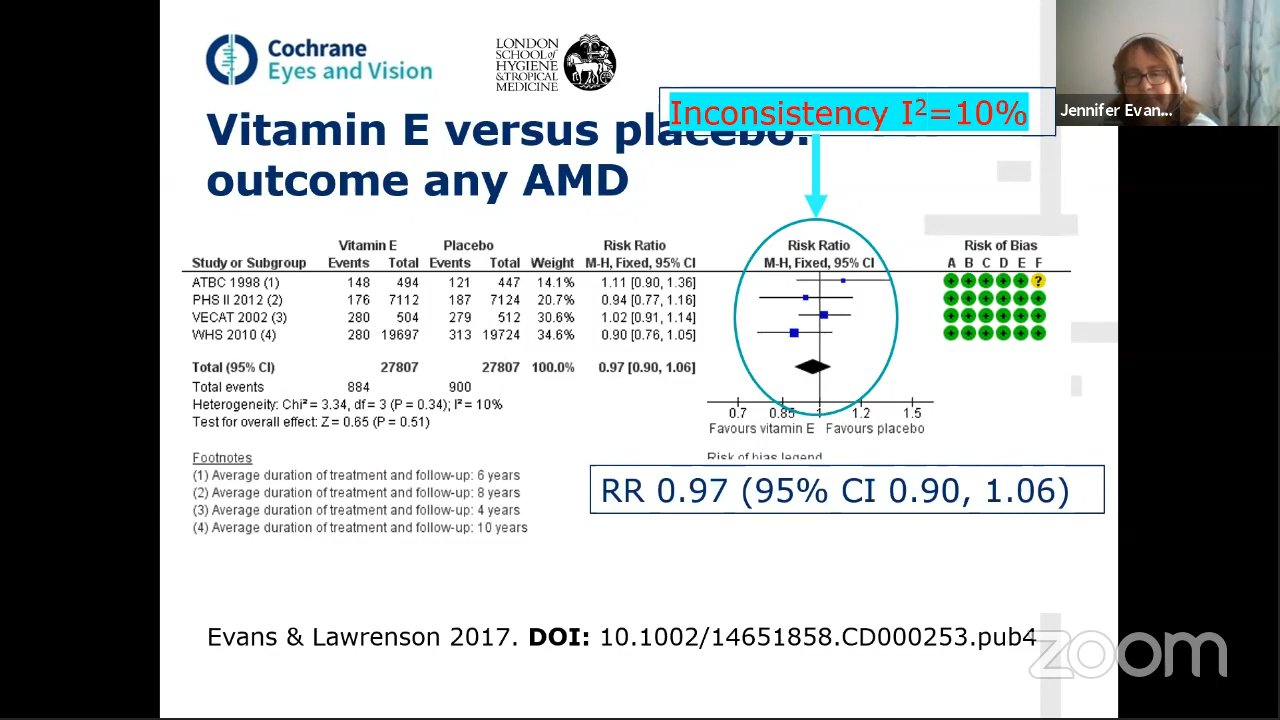 Cochrane
Eyes and Vision
LONDON
SCHOOL of
HYGIENE
& TROPICAL
MEDICINE
Inconsistency I²=10%
Jennifer Evan...
Vitamin E versus placebo:
outcome any AMD
Vitamin E Placebo Risk Ratio Risk Ratio Risk of Bias
Study or Subgroup Events Total Events Total Weight M-H, Fixed, 95% CI M-H, Fixed, 95% CI A B C D E F
ATBC 1998 (1) 148 494 121 447 14.1% 1.11 [0.90, 1.36] + + + + + ?
PHS II 2012 (2) 176 7112 187 7124 20.7% 0.94 [0.77, 1.16] + + + + + +
VECAT 2002 (3) 280 504 279 512 30.6% 1.02 [0.91, 1.14] + + + + + +
WHS 2010 (4) 280 19697 313 19724 34.6% 0.90 [0.76, 1.05] + + + + + +
Total (95% CI) 27807 27807 100.0% 0.97 [0.90, 1.06]
Total events 884 900
Heterogeneity: Chi² = 3.34, df = 3 (P = 0.34); I² = 10%
Test for overall effect: Z = 0.65 (P = 0.51)
0.7 0.85 1 1.2 1.5
Favours vitamin E Favours placebo
Risk of bias legend
Footnotes
(1) Average duration of treatment and follow-up: 6 years
(2) Average duration of treatment and follow-up: 8 years
(3) Average duration of treatment and follow-up: 4 years
(4) Average duration of treatment and follow-up: 10 years
RR 0.97 (95% CI 0.90, 1.06)
Evans & Lawrenson 2017. DOI: 10.1002/14651858.CD000253.pub4
zoom